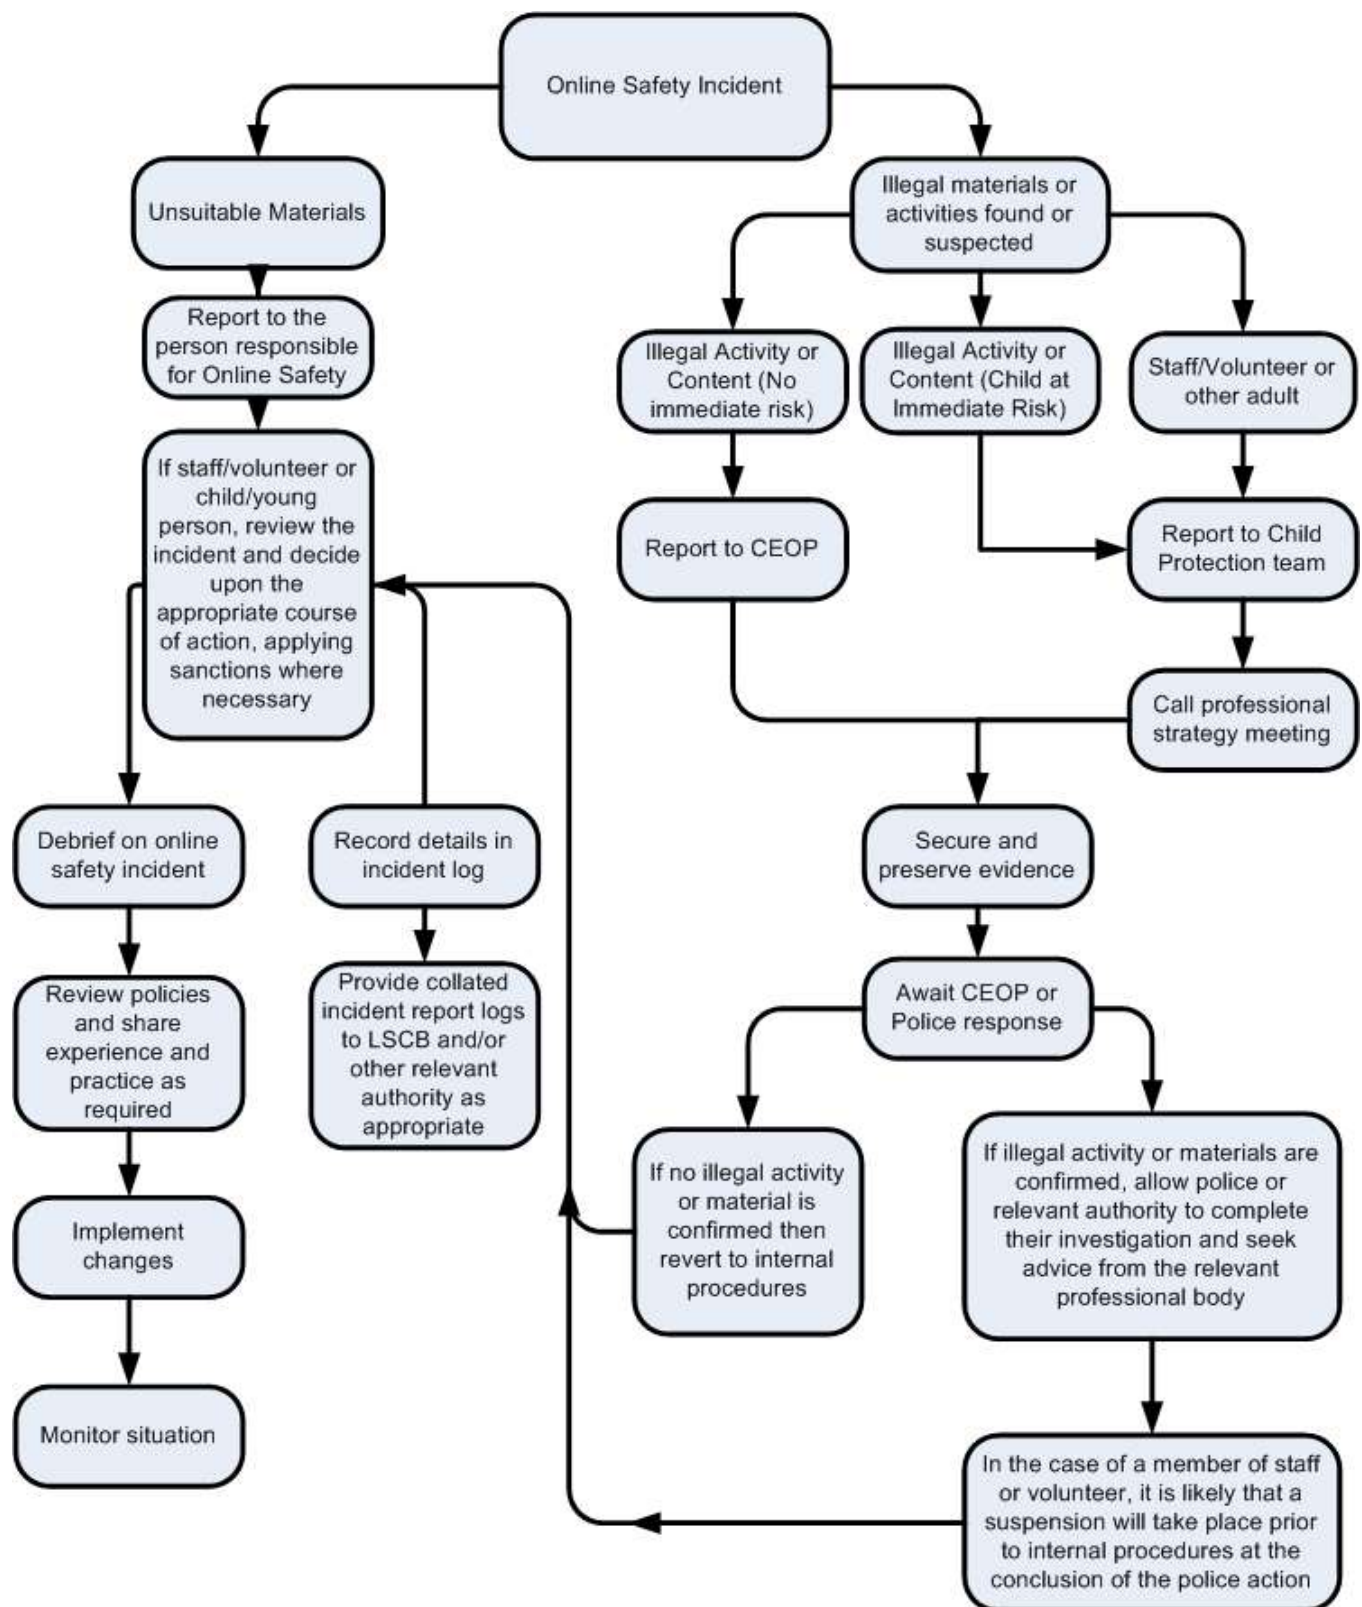 Online Safety Incident
Unsuitable Materials
Illegal materials or
activities found or
suspected
Report to the
person responsible
for Online Safety
Illegal Activity or
Content (No
immediate risk)
Illegal Activity or
Content (Child at
Immediate Risk)
Staff/Volunteer or
other adult
If staff/volunteer or
child/young
person, review the
incident and decide
upon the
appropriate course
of action, applying
sanctions where
necessary
Report to CEOP
Report to Child
Protection team
Call professional
strategy meeting
Debrief on online
safety incident
Record details in
incident log
Secure and
preserve evidence
Review policies
and share
experience and
practice as
required
Provide collated
incident report logs
to LSCB and/or
other relevant
authority as
appropriate
Await CEOP or
Police response
If no illegal activity
or material is
confirmed then
revert to internal
procedures
If illegal activity or materials are
confirmed, allow police or
relevant authority to complete
their investigation and seek
advice from the relevant
professional body
Implement
changes
Monitor situation
In the case of a member of staff
or volunteer, it is likely that a
suspension will take place prior
to internal procedures at the
conclusion of the police action